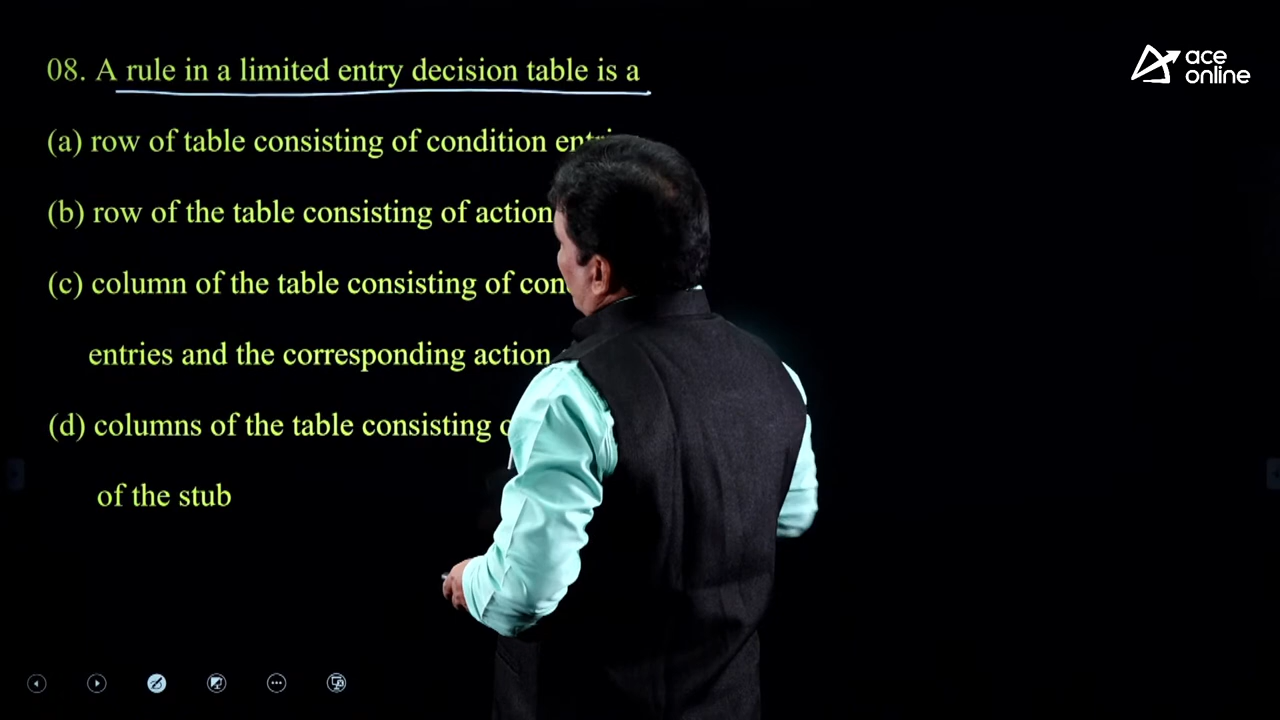 08. A rule in a limited entry decision table is a
ace
online
(a) row of table consisting of condition
(b) row of the table consisting of action
(c) column of the table consisting of
entries and the corresponding action
(d) columns of the table consisting
of the stub